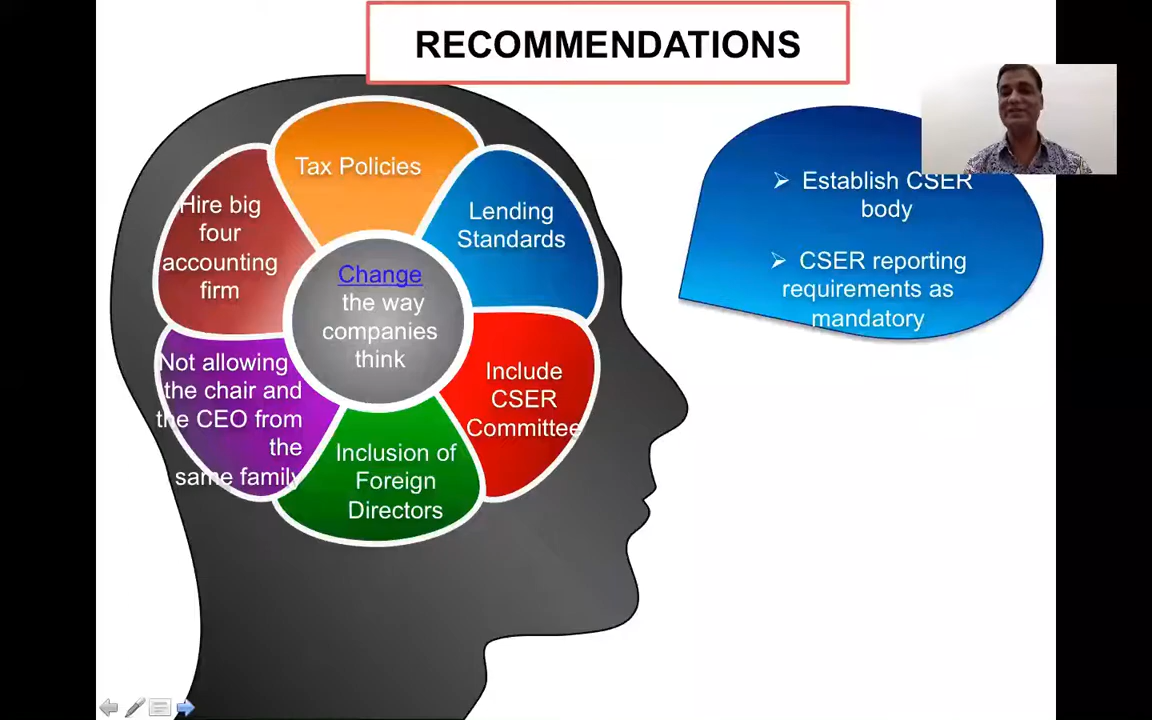 RECOMMENDATIONS
Tax Policies
Lending
Standards
Include
CSER
Committee
Inclusion of
Foreign
Directors
Not allowing
the chair and
the CEO from
the
same family
Hire big
four
accounting
firm
Change
the way
companies
think
Establish CSER
body
CSER reporting
requirements as
mandatory